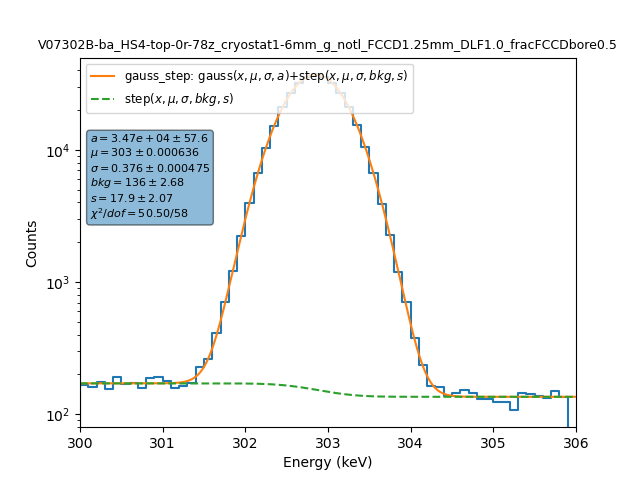 V07302B-ba_HS4-top-0r-78z_cryostat1-6mm_g_notl_FCCD1.25mm_DLF1.0_fracFCCDbore0.5
gauss_step: gauss(x, μ, σ, a)+step(x, μ, σ, bkg, s)
step(x, μ, σ, bkg, s)
a = 3.47e + 04 ± 57.6
μ = 303 ± 0.000636
σ = 0.376 ± 0.000475
bkg = 136 ± 2.68
s = 17.9 ± 2.07
χ²/dof = 50.50/58
Counts
10⁴
10³
10²
300 301 302 303 304 305 306
Energy (keV)